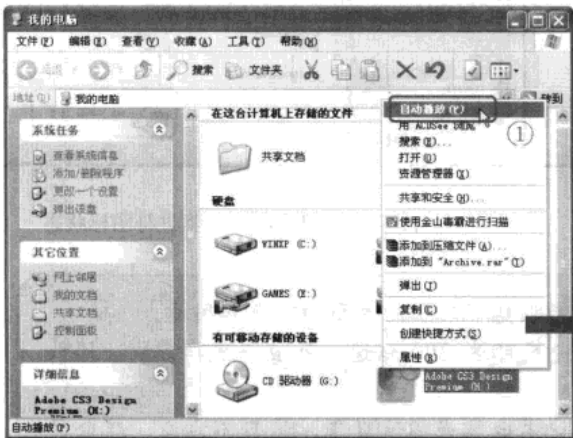 我的电脑
文件(F) 编辑(E) 查看(V) 收藏(A) 工具(T) 帮助(H)
后退 搜索 文件夹
地址(D) 我的电脑 转到
系统任务
查看系统信息
添加/删除程序
更改一个设置
弹出该盘
其它位置
网上邻居
我的文档
共享文档
控制面板
详细信息
Adobe CS3 Design
Premium (H:)
在这台计算机上存储的文件
共享文档
硬盘
VINXP (C:)
GAMES (E:)
有可移动存储的设备
CD 驱动器 (G:)
Adobe CS3 Design
Premium (H:)
自动播放(P)
①
用 ACDSee
搜索(E)...
打开(O)
资源管理器(X)
共享和安全(H)...
使用金山毒霸进行扫描
添加到压缩文件(A)...
添加到 "Archive.rar"(T)
弹出(J)
复制(C)
创建快捷方式(S)
属性(R)
自动播放(P)